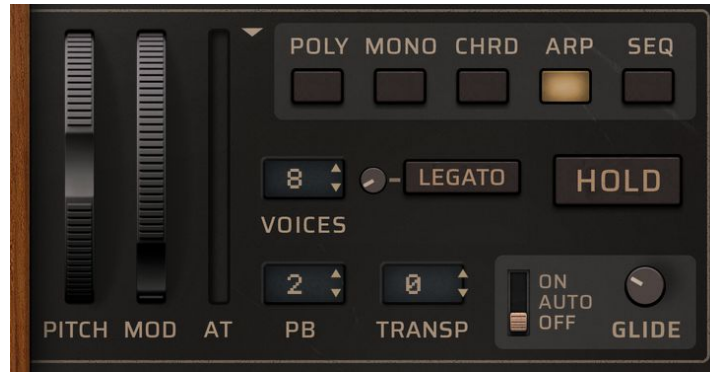 POLY MONO CHRD ARP SEQ
8 LEGATO HOLD
VOICES
2 0 ON
AUTO
OFF
PITCH MOD AT PB TRANSP GLIDE